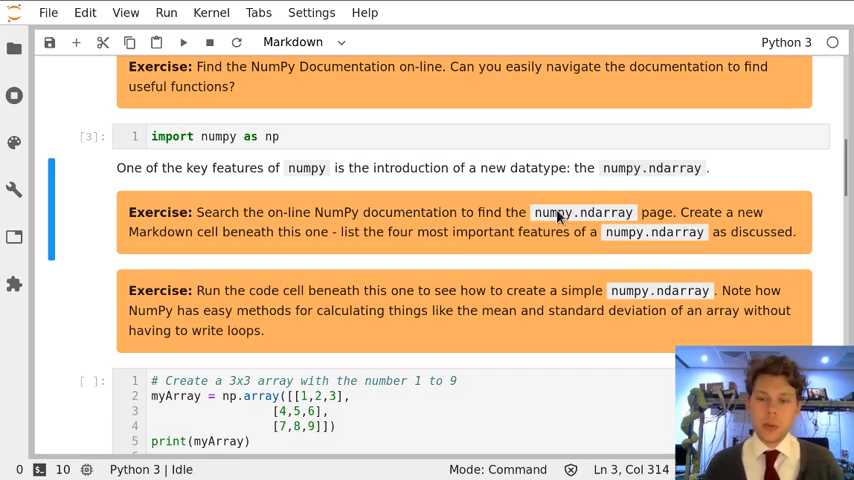 File Edit View Run Kernel Tabs Settings Help
Markdown Python 3
Exercise: Find the NumPy Documentation on-line. Can you easily navigate the documentation to find
useful functions?
[3]: 1 import numpy as np
One of the key features of numpy is the introduction of a new datatype: the numpy.ndarray.
Exercise: Search the on-line NumPy documentation to find the numpy.ndarray page. Create a new
Markdown cell beneath this one - list the four most important features of a numpy.ndarray as discussed.
Exercise: Run the code cell beneath this one to see how to create a simple numpy.ndarray. Note how
NumPy has easy methods for calculating things like the mean and standard deviation of an array without
having to write loops.
[ ]: 1 # Create a 3x3 array with the number 1 to 9
2 myArray = np.array([[1,2,3],
3 [4,5,6],
4 [7,8,9]])
5 print(myArray)
0 10 Python 3 | Idle Mode: Command Ln 3, Col 314